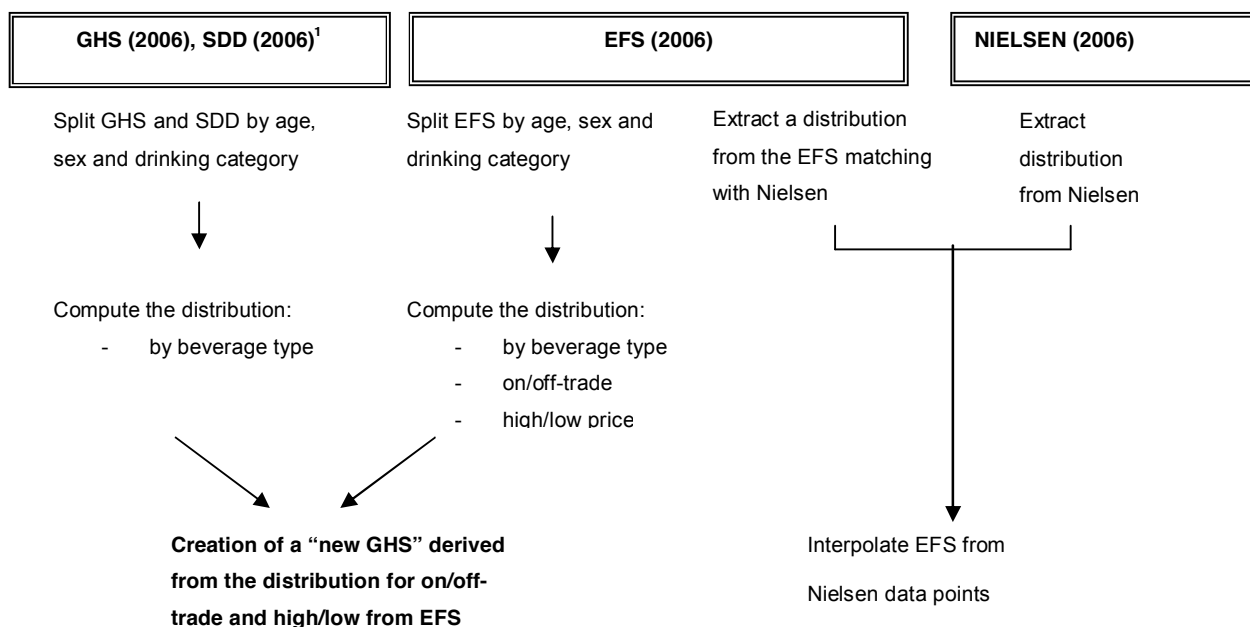 GHS (2006), SDD (2006)¹
EFS (2006)
NIELSEN (2006)
Split GHS and SDD by age,
sex and drinking category
Split EFS by age, sex and
drinking category
Extract a distribution
from the EFS matching
with Nielsen
Extract
distribution
from Nielsen
Compute the distribution:
- by beverage type
Compute the distribution:
- by beverage type
- on/off-trade
- high/low price
Creation of a “new GHS” derived
from the distribution for on/off-
trade and high/low from EFS
Interpolate EFS from
Nielsen data points